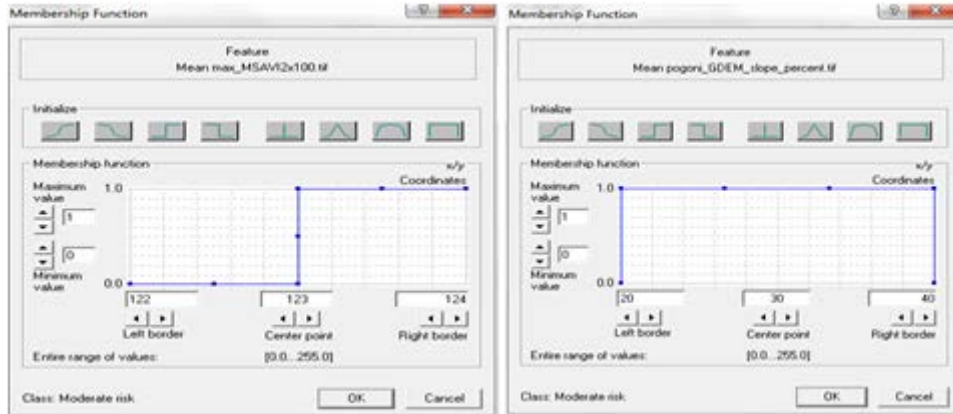 Membership Function
Feature
Mean max_MSAVI2x100.tif
Initialize
Membership function
x/y
Coordinates
Maximum value
1.0
1
0
0.0
Minimum value
122
123
124
Left border
Center point
Right border
Entire range of values:
[0.0...255.0]
Class: Moderate risk
OK
Cancel
Membership Function
Feature
Mean pogoni_GDEM_slope_percent.tif
Initialize
Membership function
x/y
Coordinates
Maximum value
1.0
1
0
0.0
Minimum value
20
30
40
Left border
Center point
Right border
Entire range of values:
[0.0...255.0]
Class: Moderate risk
OK
Cancel